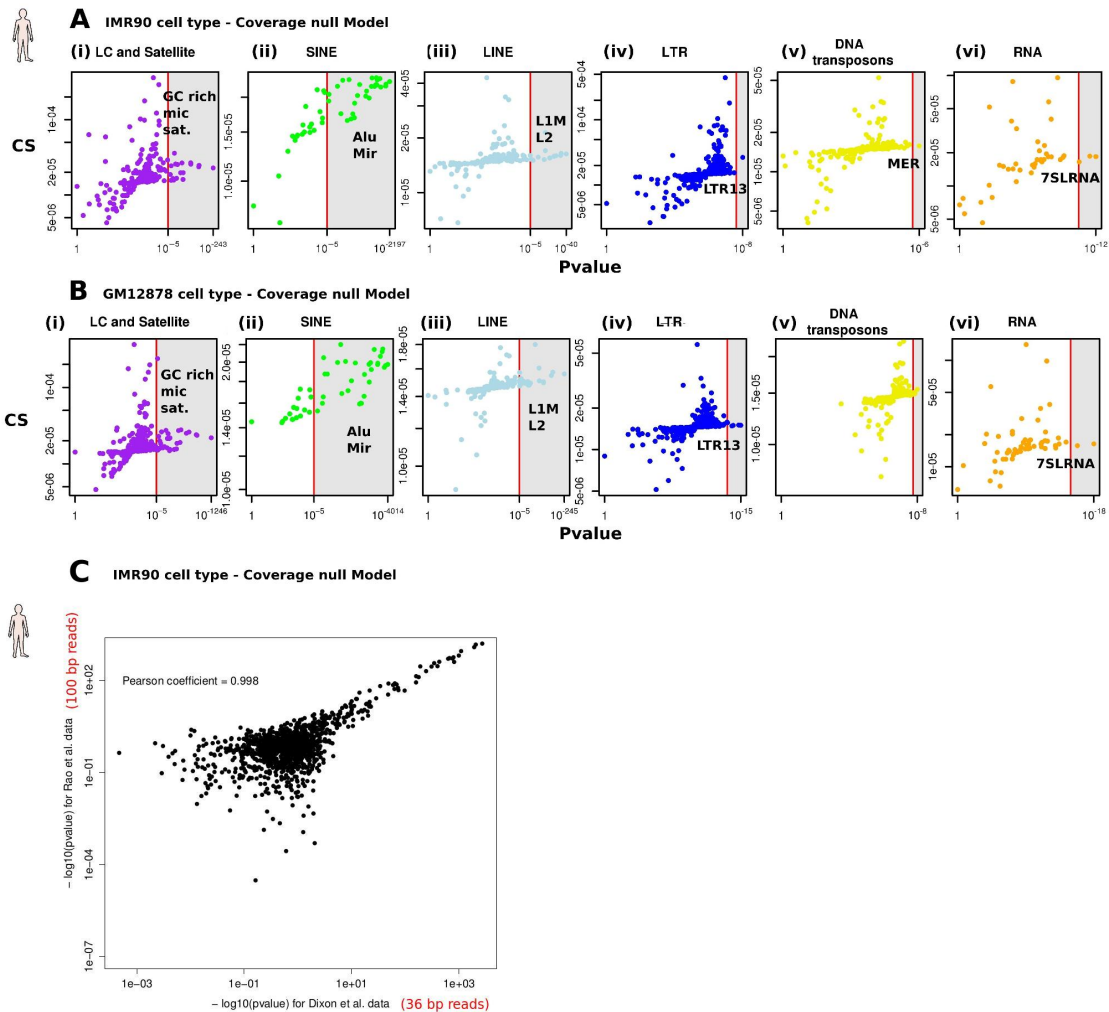 A IMR90 cell type - Coverage null Model
(i) LC and Satellite
(ii) SINE
(iii) LINE
(iv) LTR
(v) DNA
transposons
(vi) RNA
CS
5e-06 2e-05 1e-04
GC rich
mic
sat.
1 10⁻⁵ 10⁻²⁴³
1.0e-05 1.5e-05
Alu
Mir
1 10⁻⁵ 10⁻²¹⁹⁷
1e-05 2e-05 4e-05
L1M
L2
1 10⁻⁵ 10⁻⁴⁰
5e-06 2e-05 1e-04 5e-04
LTR13
1 10⁻⁸
5e-06 1e-05 2e-05 5e-05
MER
1 10⁻⁶
5e-06 2e-05 5e-05
7SLRNA
1 10⁻¹²
Pvalue
B GM12878 cell type - Coverage null Model
(i) LC and Satellite
(ii) SINE
(iii) LINE
(iv) LTR
(v) DNA
transposons
(vi) RNA
CS
5e-06 2e-05 1e-04
GC rich
mic
sat.
1 10⁻⁵ 10⁻¹²⁴⁶
1.0e-05 1.4e-05 2.0e-05
Alu
Mir
1 10⁻⁵ 10⁻⁴⁰¹⁴
1.0e-05 1.4e-05 1.8e-05
L1M
L2
1 10⁻⁵ 10⁻²⁴⁵
5e-06 1e-05 2e-05 5e-05
LTR13
1 10⁻¹⁵
1.0e-05 1.5e-05
1 10⁻⁸
1e-05 5e-05
7SLRNA
1 10⁻¹⁸
Pvalue
C IMR90 cell type - Coverage null Model
Pearson coefficient = 0.998
− log10(pvalue) for Rao et al. data (100 bp reads)
1e-07 1e-04 1e-01 1e+02
1e-03 1e-01 1e+01 1e+03
− log10(pvalue) for Dixon et al. data (36 bp reads)